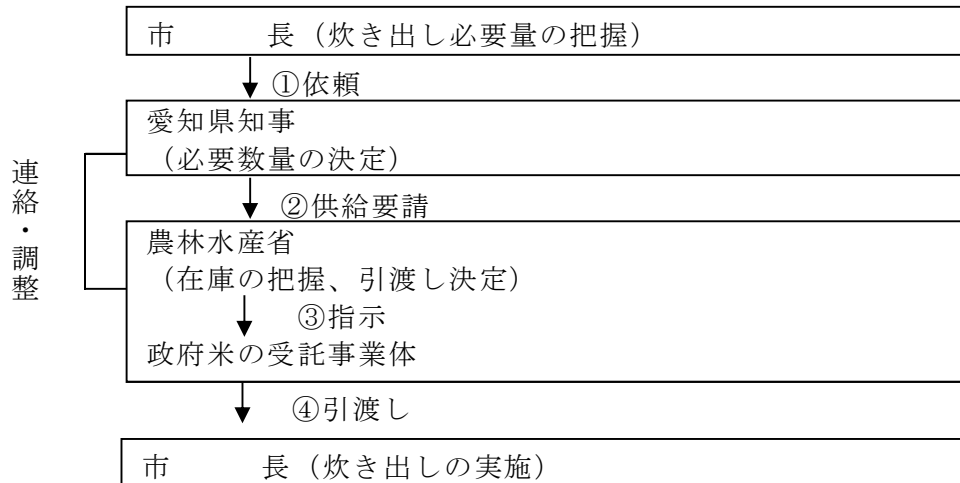 市　　　長（炊き出し必要量の把握）
①依頼
愛知県知事
（必要数量の決定）
連絡・調整
②供給要請
農林水産省
（在庫の把握、引渡し決定）
③指示
政府米の受託事業体
④引渡し
市　　　長（炊き出しの実施）